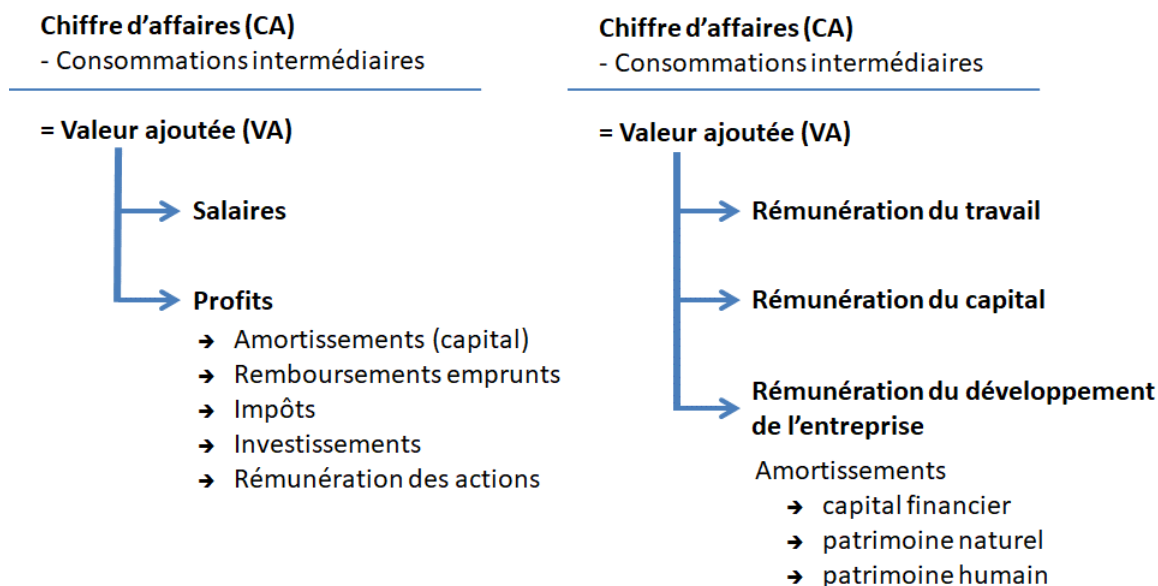 Chiffre d’affaires (CA)
- Consommations intermédiaires
= Valeur ajoutée (VA)
Salaires
Profits
➔ Amortissements (capital)
➔ Remboursements emprunts
➔ Impôts
➔ Investissements
➔ Rémunération des actions
Chiffre d’affaires (CA)
- Consommations intermédiaires
= Valeur ajoutée (VA)
Rémunération du travail
Rémunération du capital
Rémunération du développement
de l’entreprise
Amortissements
➔ capital financier
➔ patrimoine naturel
➔ patrimoine humain